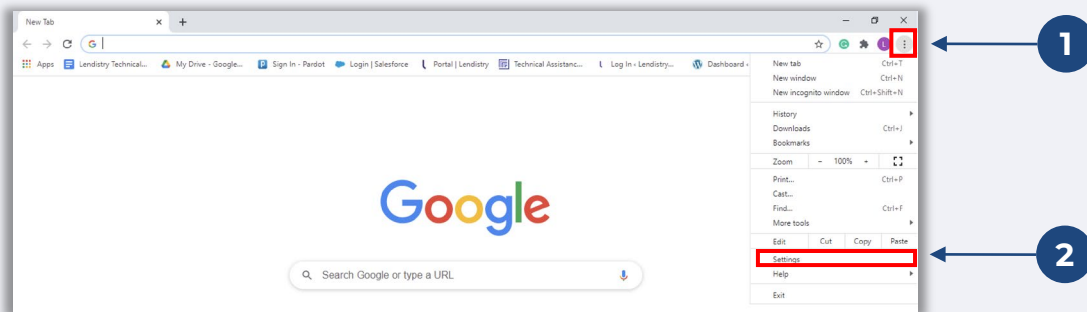 New Tab
Apps Lendistry Technical... My Drive - Google... Sign In - Pardot Login | Salesforce Portal | Lendistry Technical Assistanc... Log In ‹ Lendistry... Dashboard ‹
L
New tab Ctrl+T
New window Ctrl+N
New incognito window Ctrl+Shift+N
History
Downloads Ctrl+J
Bookmarks
Zoom - 100% +
Print... Ctrl+P
Cast...
Find... Ctrl+F
More tools
Edit Cut Copy Paste
Settings
Help
Exit
Google
Search Google or type a URL
1
2